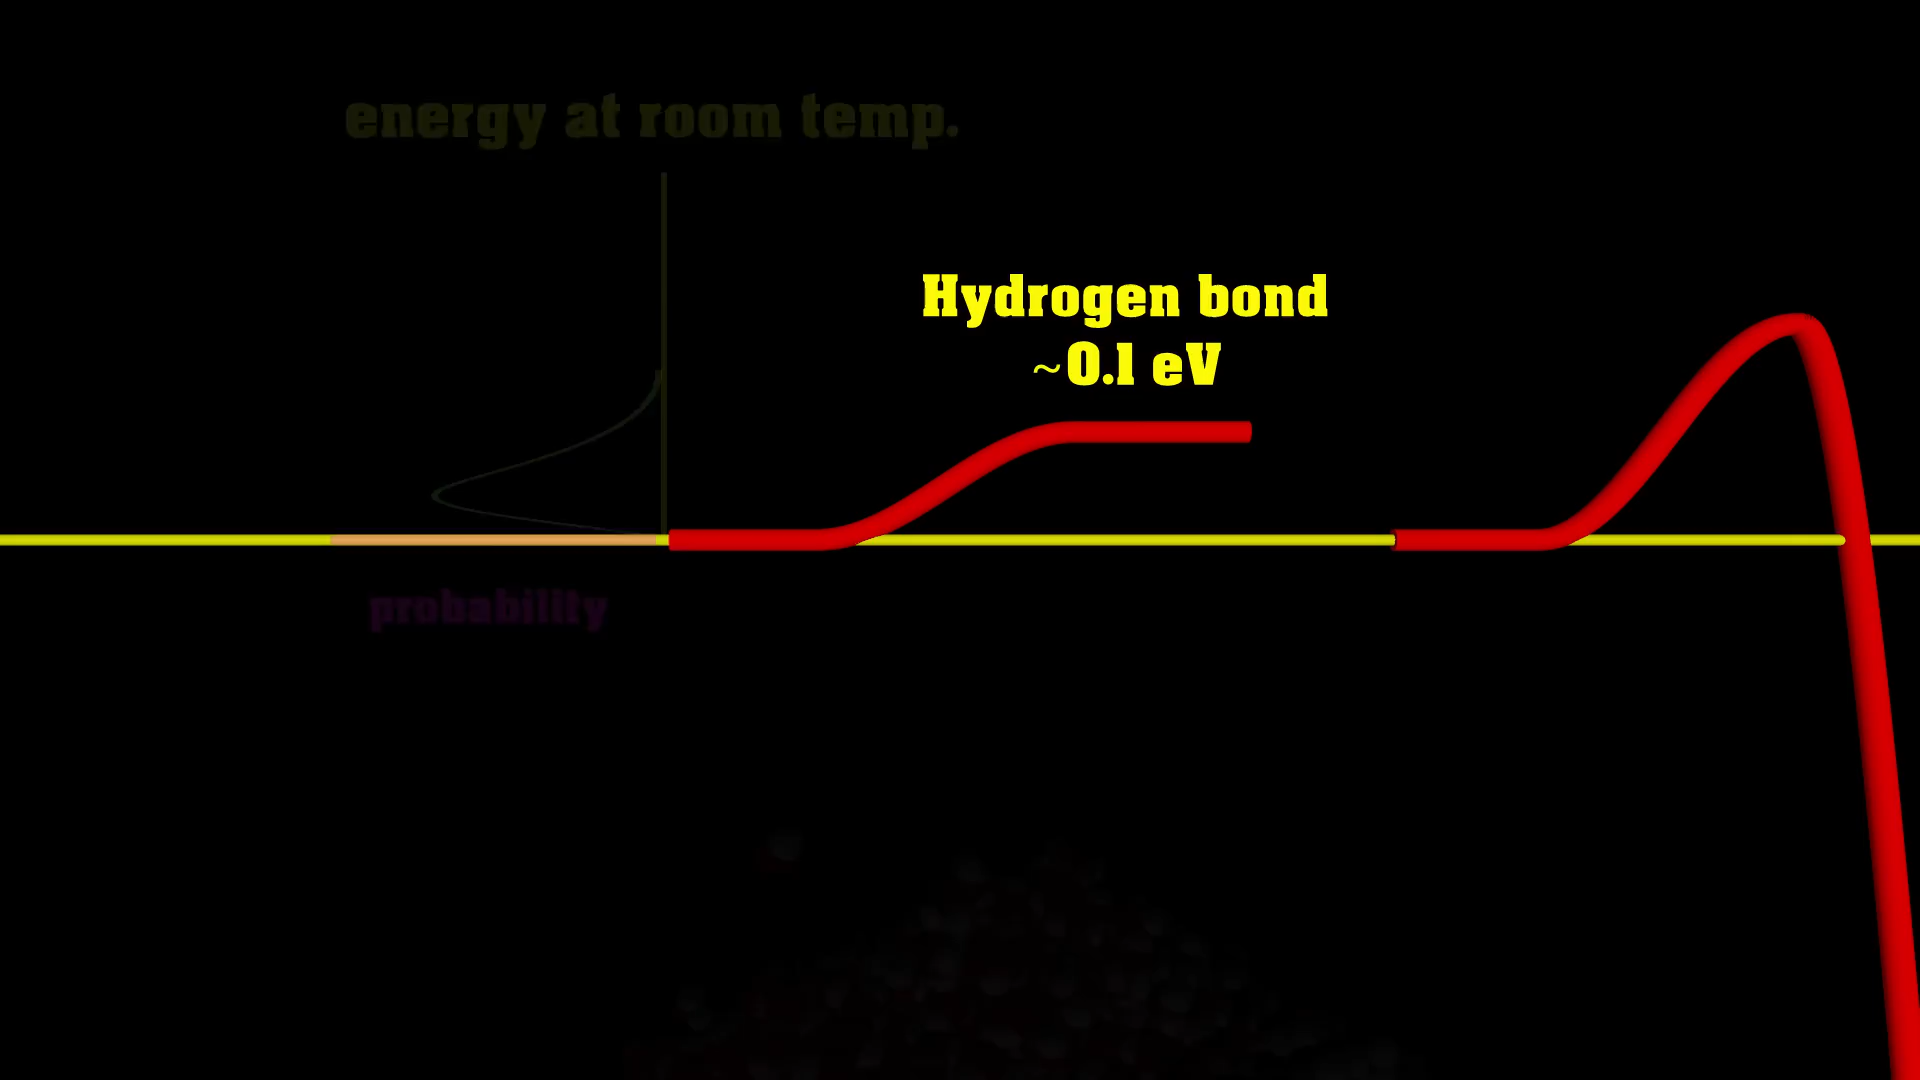 energy at room temp.
Hydrogen bond
~0.1 eV
probability